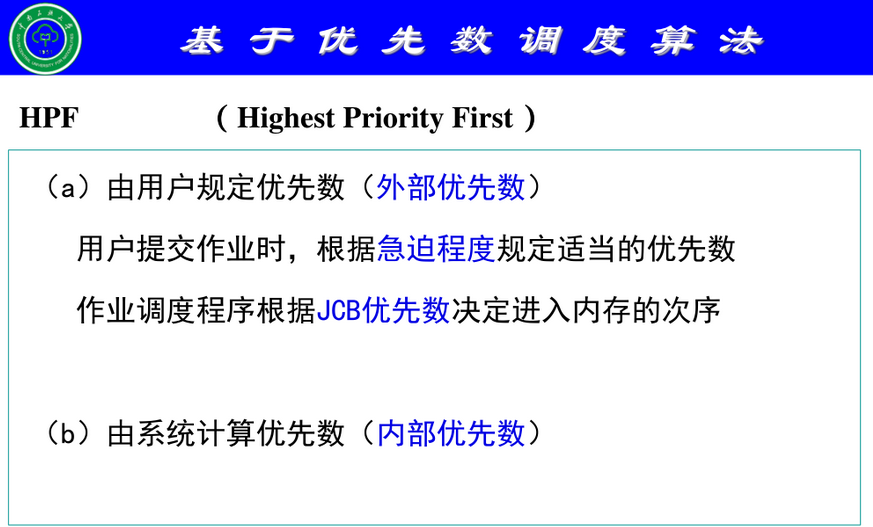 基于优先数调度算法
HPF （Highest Priority First）
（a）由用户规定优先数（外部优先数）
用户提交作业时，根据急迫程度规定适当的优先数
作业调度程序根据JCB优先数决定进入内存的次序
（b）由系统计算优先数（内部优先数）